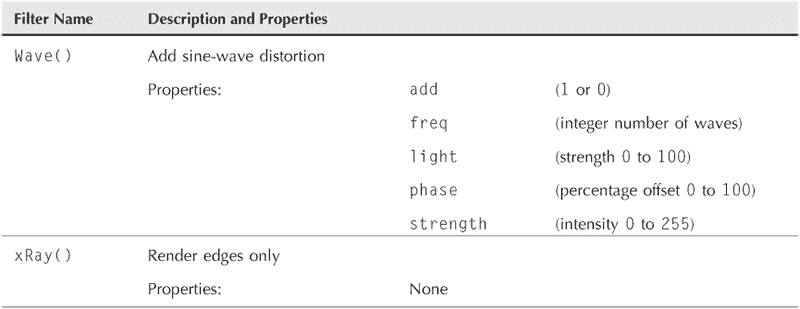 Filter Name Description and Properties
Wave() Add sine-wave distortion
Properties: add (1 or 0)
freq (integer number of waves)
light (strength 0 to 100)
phase (percentage offset 0 to 100)
strength (intensity 0 to 255)
xRay() Render edges only
Properties: None